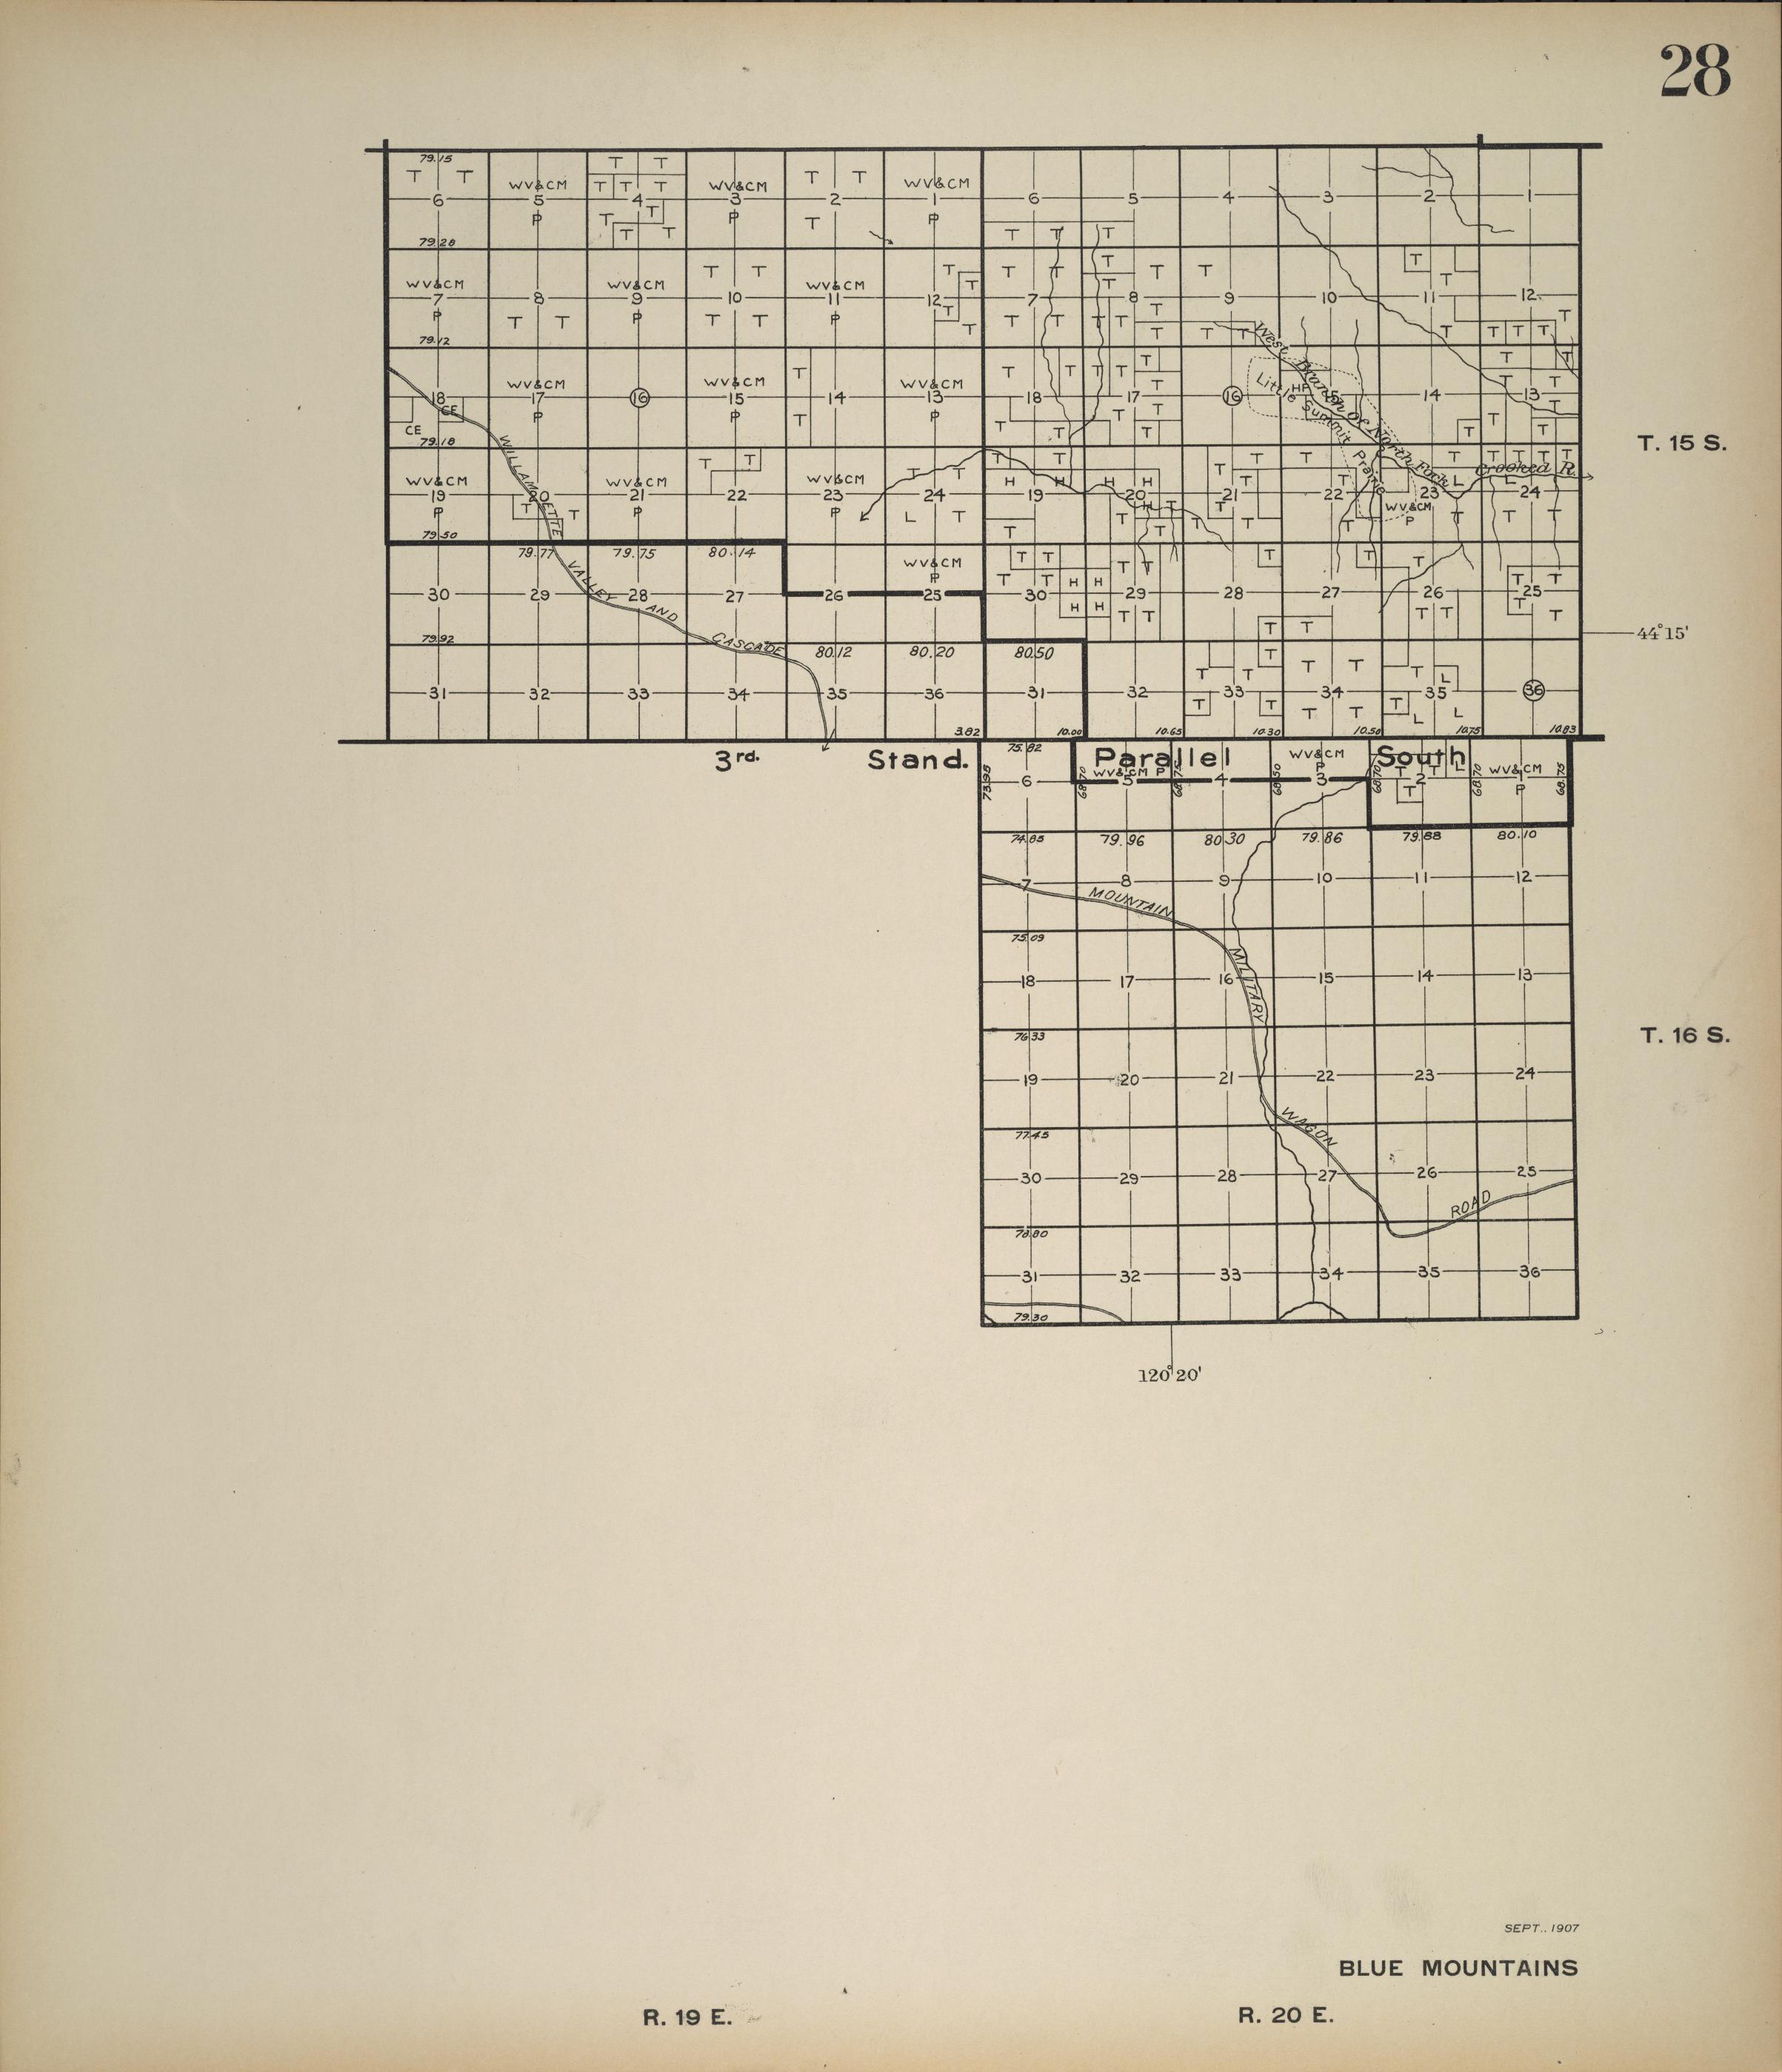 28
79.15
T T T T T T
WV&CM WV&CM WV&CM
T T T
6 5 4 3 2 1 6 5 4 3 2 1
P P P
T T T T T
79.28
T T T T T T
WV&CM WV&CM WV&CM
7 8 9 10 11 12 7 8 9 10 11 12
P P P
T T T T T T
79.12
West Branch of North Fork Crooked R.
Little Summit Prairie
HE
WV&CM WV&CM WV&CM
18 17 16 15 14 13 18 17 16 14 13
CE
P P P
CE
79.18
WV&CM WV&CM WV&CM
19 20 21 22 23 24 19 20 21 22 23 24
P P P
L T
H H H H
WV&CM
P
79.50
79.77 79.75 80.14
WV&CM
P
T. 15 S.
WILLAMETTE
VALLEY AND CASCADE
30 29 28 27 26 25 30 29 28 27 26 25
H H
H H
79.92
80.12 80.20 80.50
44°15'
31 32 33 34 35 36 31 32 33 34 35 36
3.82 10.00 10.65 10.30 10.50 10.75 10.83
3rd. Stand. Parallel South
75.82
WV&CM P
WV&CM
P
WV&CM
P
T T L
T
73.98 68.70 68.50 68.70 68.70 68.75
6 5 4 3 2 1
74.85 79.96 80.30 79.86 79.88 80.10
7 8 9 10 11 12
MOUNTAIN
75.09
18 17 16 15 14 13
MILITARY
76.33
T. 16 S.
19 20 21 22 23 24
WAGON
77.45
30 29 28 27 26 25
ROAD
78.80
31 32 33 34 35 36
79.30
120°20'
SEPT., 1907
BLUE MOUNTAINS
R. 19 E. R. 20 E.